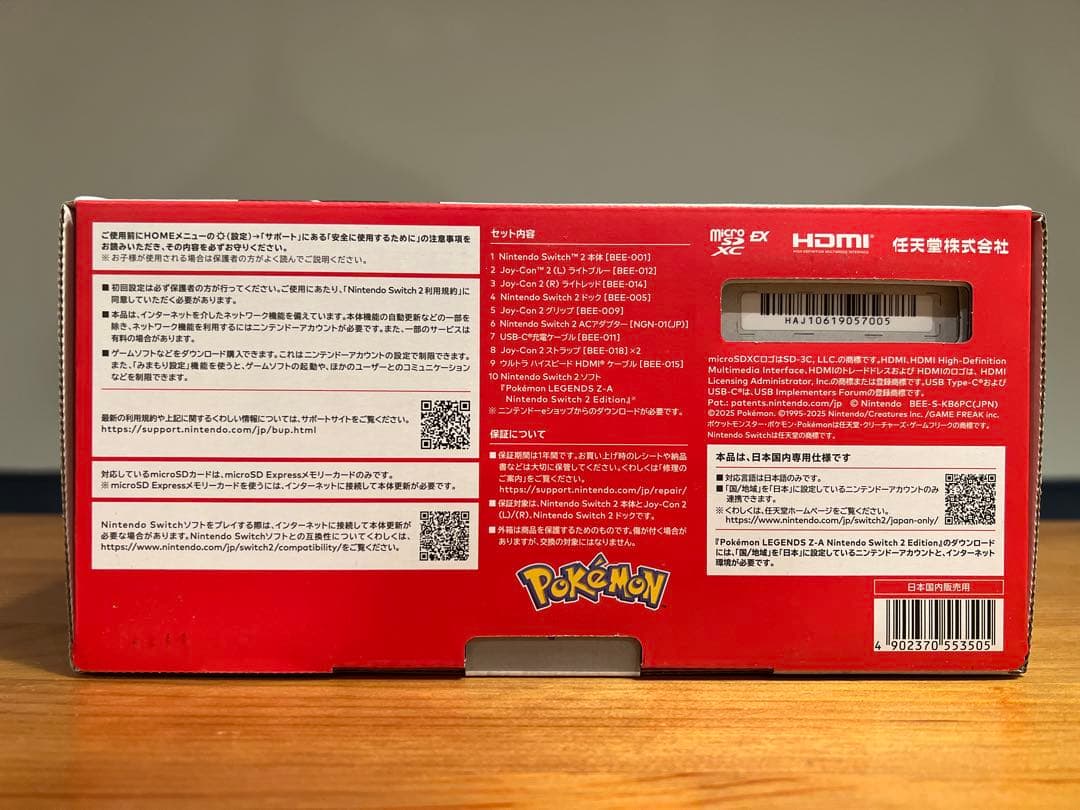 ご使用前にHOMEメニューの(設定)→「サポート」にある「安全に使用するために」の注意事項を
お読みいただき、その内容を必ずお守りください。
※お子様が使用される場合は保護者の方がよく読んでご説明ください。
■ 初回設定は必ず保護者の方が行ってください。ご使用にあたり、「Nintendo Switch 2 利用規約」に
同意していただく必要があります。
■ 本品は、インターネットを介したネットワーク機能を備えています。本体機能の自動更新などの一部を
除き、ネットワーク機能を利用するにはニンテンドーアカウントが必要です。また、一部のサービスは
有料の場合があります。
■ ゲームソフトなどをダウンロード購入できます。これはニンテンドーアカウントの設定で制限できます。
また、「みまもり設定」機能を使うと、ゲームソフトの起動や、ほかのユーザーとのコミュニケーション
などを制限できます。
最新の利用規約や上記に関するくわしい情報については、サポートサイトをご覧ください。
https://support.nintendo.com/jp/bup.html
対応しているmicroSDカードは、microSD Expressメモリーカードのみです。
※ microSD Expressメモリーカードを使うには、インターネットに接続して本体更新が必要です。
Nintendo Switchソフトをプレイする際は、インターネットに接続して本体更新が
必要な場合があります。Nintendo Switchソフトとの互換性についてくわしくは、
https://www.nintendo.com/jp/switch2/compatibility/をご覧ください。
セット内容
1 Nintendo Switch™ 2 本体 [BEE-001]
2 Joy-Con™ 2 (L) ライトブルー [BEE-012]
3 Joy-Con 2 (R) ライトレッド [BEE-014]
4 Nintendo Switch 2 ドック [BEE-005]
5 Joy-Con 2 グリップ [BEE-009]
6 Nintendo Switch 2 ACアダプター [NGN-01(JP)]
7 USB-C®充電ケーブル [BEE-011]
8 Joy-Con 2 ストラップ [BEE-018] ×2
9 ウルトラ ハイスピード HDMI® ケーブル [BEE-015]
10 Nintendo Switch 2 ソフト
『Pokémon LEGENDS Z-A
Nintendo Switch 2 Edition』※
※ ニンテンドーeショップからのダウンロードが必要です。
保証について
■ 保証期間は1年間です。お買い上げ時のレシートや納品
書などは大切に保管してください。くわしくは「修理の
ご案内」をご覧ください。
https://support.nintendo.com/jp/repair/
■ 保証対象は、Nintendo Switch 2 本体とJoy-Con 2
(L)/(R)、Nintendo Switch 2 ドックです。
■ 外箱は商品を保護するためのものです。傷が付く場合が
ありますが、交換の対象にはなりません。
POKéMON
micro SD XC EX HDMI 任天堂株式会社
HIGH-DEFINITION MULTIMEDIA INTERFACE
HAJ10619057005
microSDXCロゴはSD-3C, LLC.の商標です。HDMI、HDMI High-Definition
Multimedia Interface、HDMIのトレードドレスおよび HDMIのロゴは、HDMI
Licensing Administrator, Inc.の商標または登録商標です。USB Type-C®および
USB-C®は、USB Implementers Forumの登録商標です。
Pat.: patents.nintendo.com/jp © Nintendo BEE-S-KB6PC(JPN)
©2025 Pokémon. ©1995-2025 Nintendo/Creatures inc. /GAME FREAK inc.
ポケットモンスター・ポケモン・Pokémonは任天堂・クリーチャーズ・ゲームフリークの商標です。
Nintendo Switchは任天堂の商標です。
本品は、日本国内専用仕様です
■ 対応言語は日本語のみです。
■ 「国/地域」を「日本」に設定しているニンテンドーアカウントのみ
連携できます。
※ くわしくは、任天堂ホームページをご覧ください。
https://www.nintendo.com/jp/switch2/japan-only/
『Pokémon LEGENDS Z-A Nintendo Switch 2 Edition』のダウンロード
には、「国/地域」を「日本」に設定しているニンテンドーアカウントと、インターネット
環境が必要です。
日本国内販売用
4 902370 553505